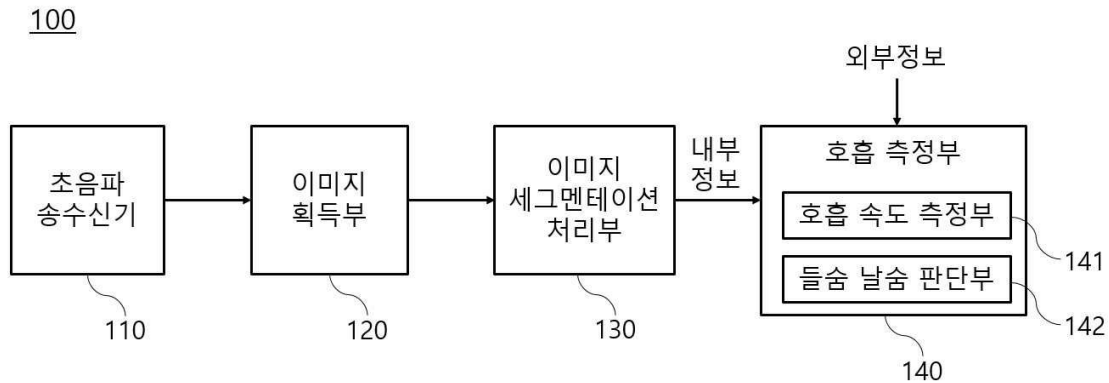 100
외부정보
초음파
송수신기
이미지
획득부
이미지
세그멘테이션
처리부
내부
정보
호흡 측정부
호흡 속도 측정부
들숨 날숨 판단부
110
120
130
141
142
140